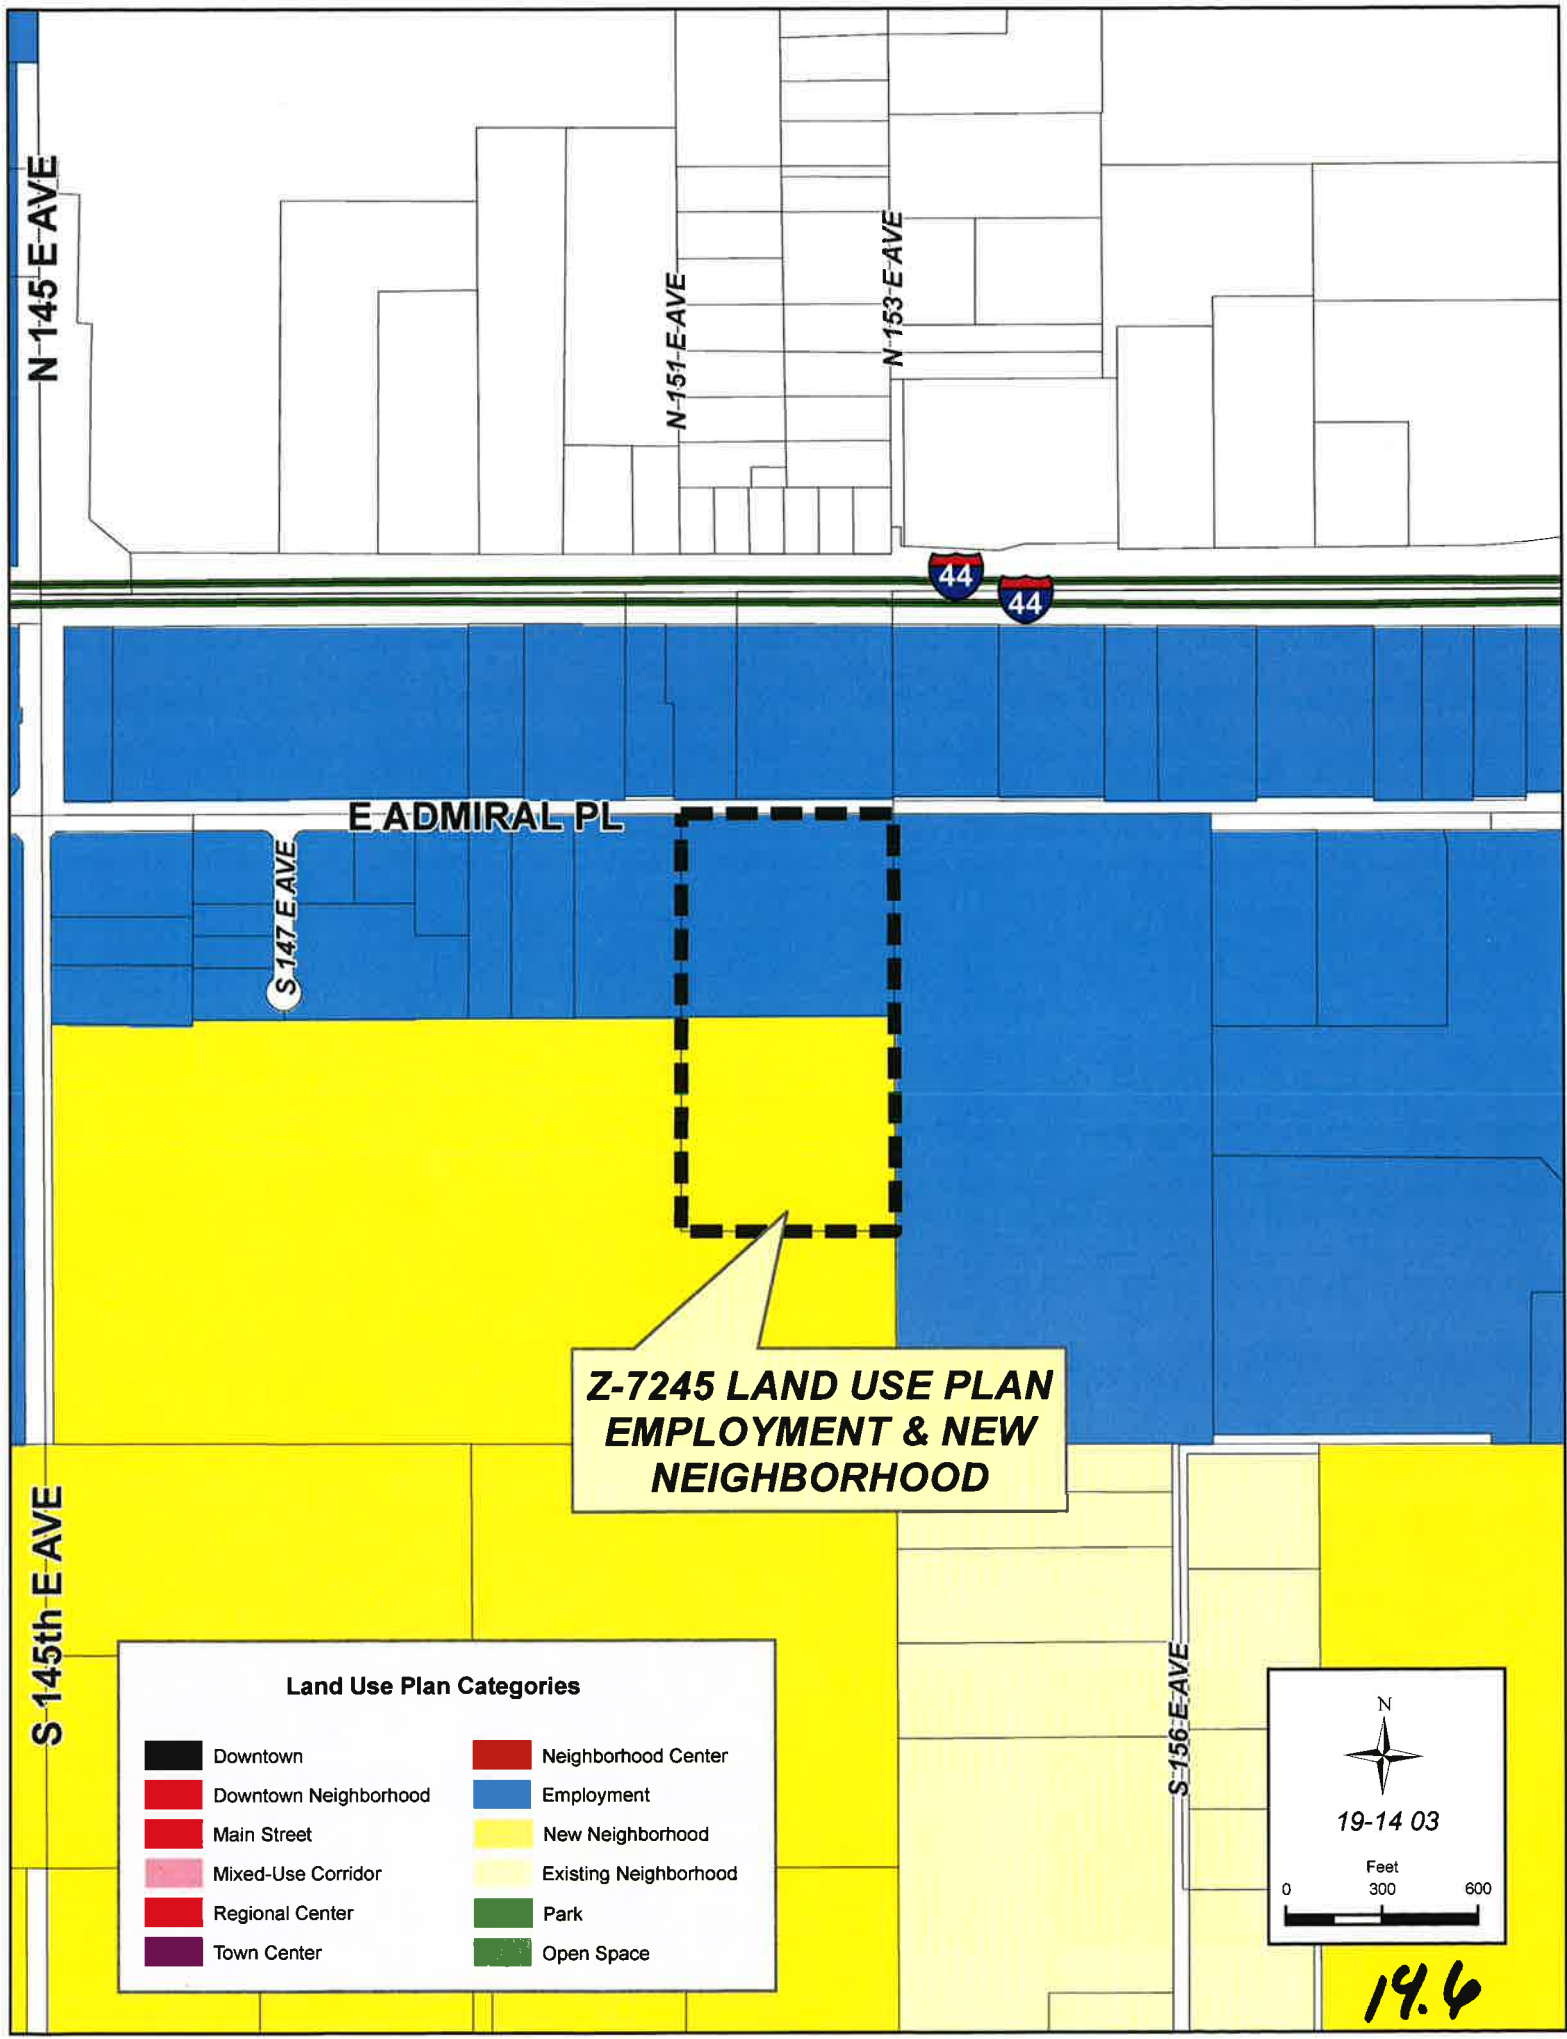 N 145 E AVE
N 151 E AVE
N 153 E AVE
44
44
E ADMIRAL PL
S 147 E AVE
Z-7245 LAND USE PLAN
EMPLOYMENT & NEW
NEIGHBORHOOD
S 145th E AVE
S 156 E AVE
Land Use Plan Categories
Downtown
Downtown Neighborhood
Main Street
Mixed-Use Corridor
Regional Center
Town Center
Neighborhood Center
Employment
New Neighborhood
Existing Neighborhood
Park
Open Space
N
19-14 03
Feet
0 300 600
19.6